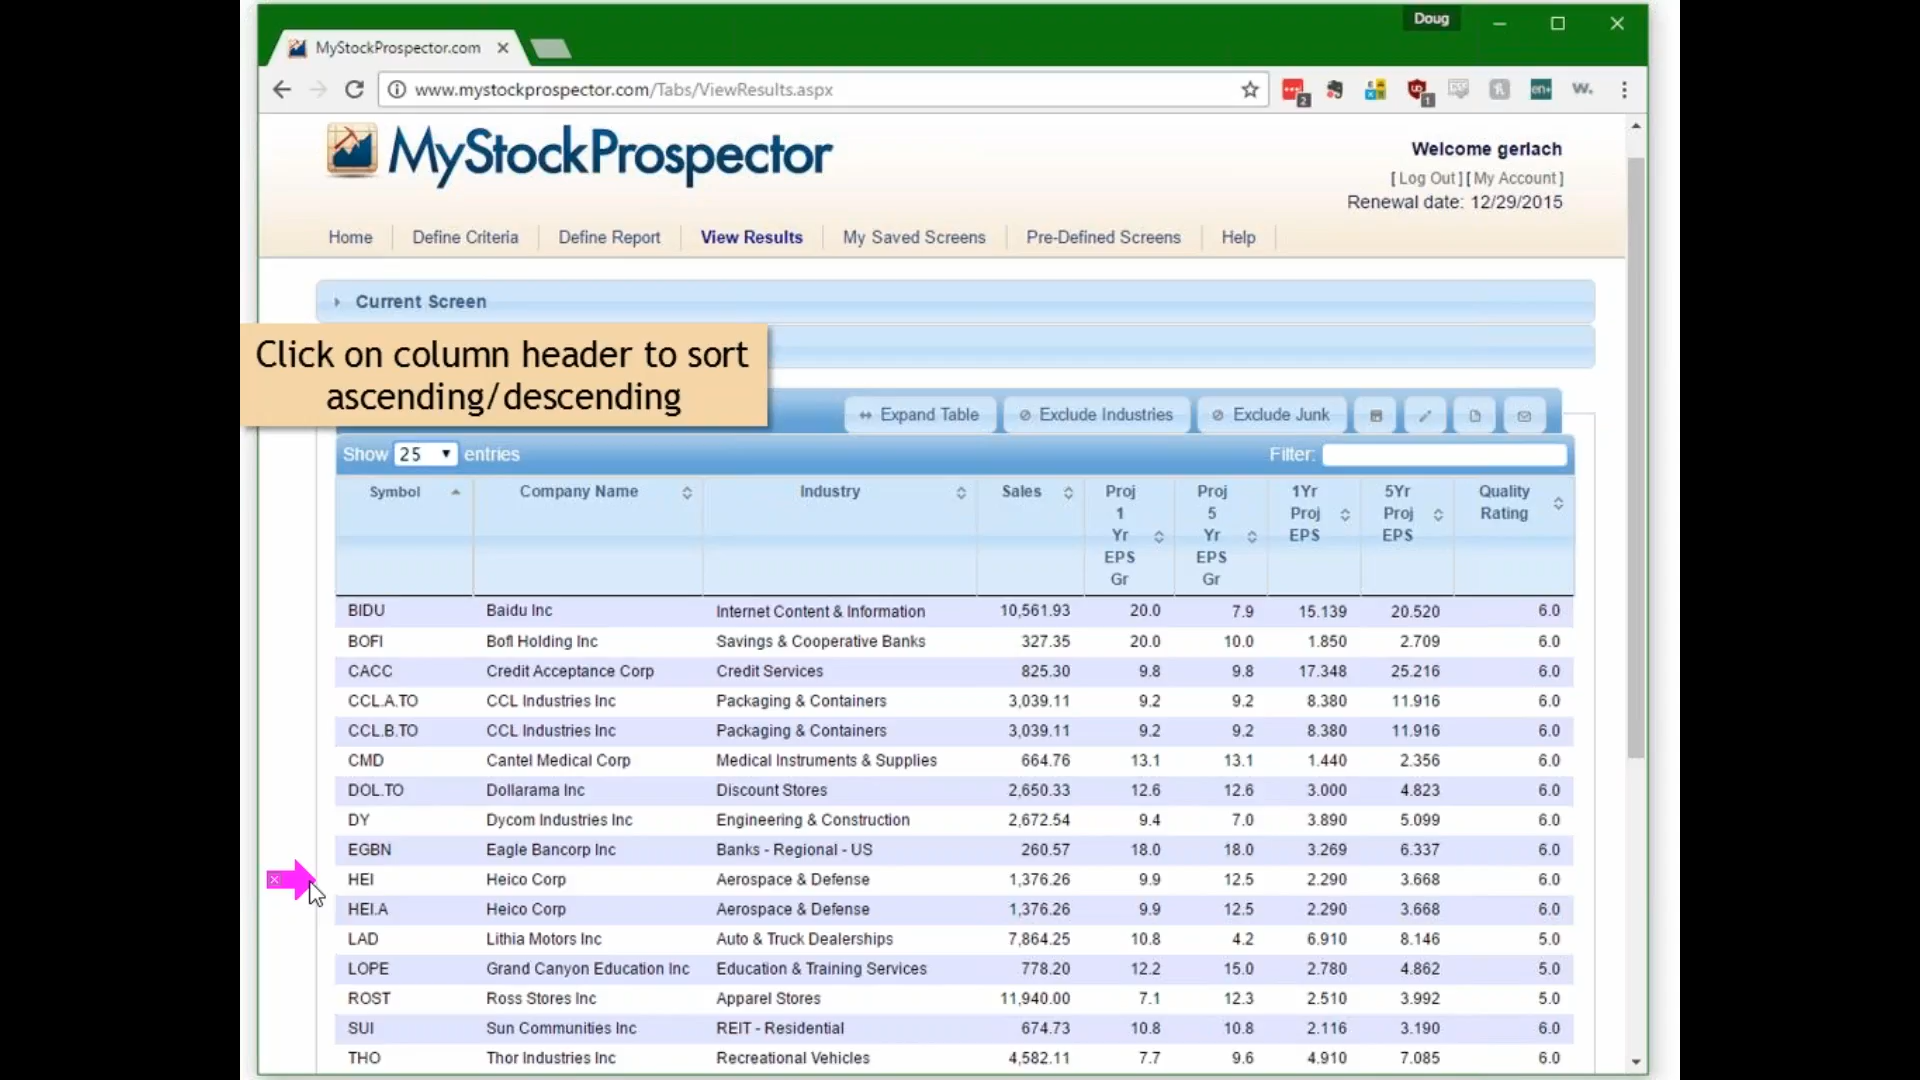 Doug
MyStockProspector.com
www.mystockprospector.com/Tabs/ViewResults.aspx
2
1
en+
w.
MyStockProspector
Welcome gerlach
[ Log Out ] [ My Account ]
Renewal date: 12/29/2015
Home Define Criteria Define Report View Results My Saved Screens Pre-Defined Screens Help
Current Screen
Click on column header to sort
ascending/descending
Expand Table Exclude Industries Exclude Junk
Show 25 entries Filter:
Symbol Company Name Industry Sales Proj 1 Yr EPS Gr Proj 5 Yr EPS Gr 1Yr Proj EPS 5Yr Proj EPS Quality Rating
BIDU Baidu Inc Internet Content & Information 10,561.93 20.0 7.9 15.139 20.520 6.0
BOFI BofI Holding Inc Savings & Cooperative Banks 327.35 20.0 10.0 1.850 2.709 6.0
CACC Credit Acceptance Corp Credit Services 825.30 9.8 9.8 17.348 25.216 6.0
CCL.A.TO CCL Industries Inc Packaging & Containers 3,039.11 9.2 9.2 8.380 11.916 6.0
CCL.B.TO CCL Industries Inc Packaging & Containers 3,039.11 9.2 9.2 8.380 11.916 6.0
CMD Cantel Medical Corp Medical Instruments & Supplies 664.76 13.1 13.1 1.440 2.356 6.0
DOL.TO Dollarama Inc Discount Stores 2,650.33 12.6 12.6 3.000 4.823 6.0
DY Dycom Industries Inc Engineering & Construction 2,672.54 9.4 7.0 3.890 5.099 6.0
EGBN Eagle Bancorp Inc Banks - Regional - US 260.57 18.0 18.0 3.269 6.337 6.0
HEI Heico Corp Aerospace & Defense 1,376.26 9.9 12.5 2.290 3.668 6.0
HEI.A Heico Corp Aerospace & Defense 1,376.26 9.9 12.5 2.290 3.668 6.0
LAD Lithia Motors Inc Auto & Truck Dealerships 7,864.25 10.8 4.2 6.910 8.146 5.0
LOPE Grand Canyon Education Inc Education & Training Services 778.20 12.2 15.0 2.780 4.862 5.0
ROST Ross Stores Inc Apparel Stores 11,940.00 7.1 12.3 2.510 3.992 5.0
SUI Sun Communities Inc REIT - Residential 674.73 10.8 10.8 2.116 3.190 6.0
THO Thor Industries Inc Recreational Vehicles 4,582.11 7.7 9.6 4.910 7.085 6.0